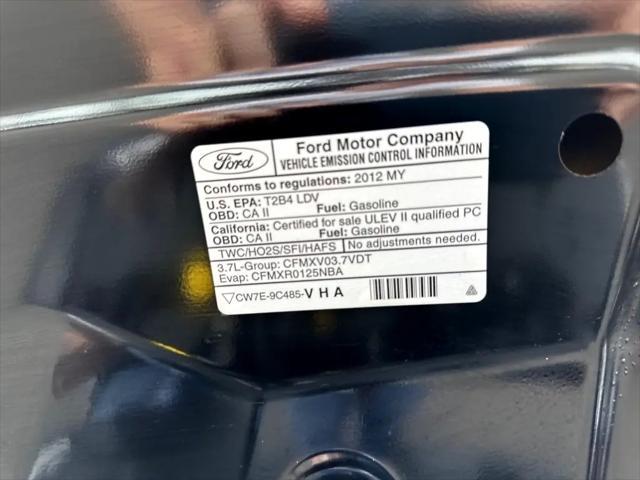 Ford
Ford Motor Company
VEHICLE EMISSION CONTROL INFORMATION
Conforms to regulations: 2012 MY
U.S. EPA: T2B4 LDV
OBD: CA II Fuel: Gasoline
California: Certified for sale ULEV II qualified PC
OBD: CA II Fuel: Gasoline
TWC/HO2S/SFI/HAFS No adjustments needed.
3.7L-Group: CFMXV03.7VDT
Evap: CFMXR0125NBA
CW7E-9C485-VHA